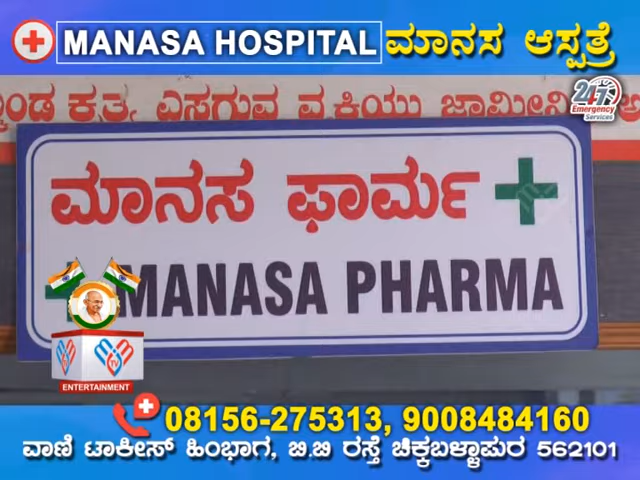 MANASA HOSPITAL ಮಾನಸ ಆಸ್ಪತ್ರೆ
24*7
Emergency
Services
ಮಾನಸ ಫಾರ್ಮ
MANASA PHARMA
ENTERTAINMENT
08156-275313, 9008484160
ವಾಣಿ ಟಾಕೀಸ್ ಹಿಂಭಾಗ, ಬಿ.ಬಿ ರಸ್ತೆ ಚಿಕ್ಕಬಳ್ಳಾಪುರ 562101